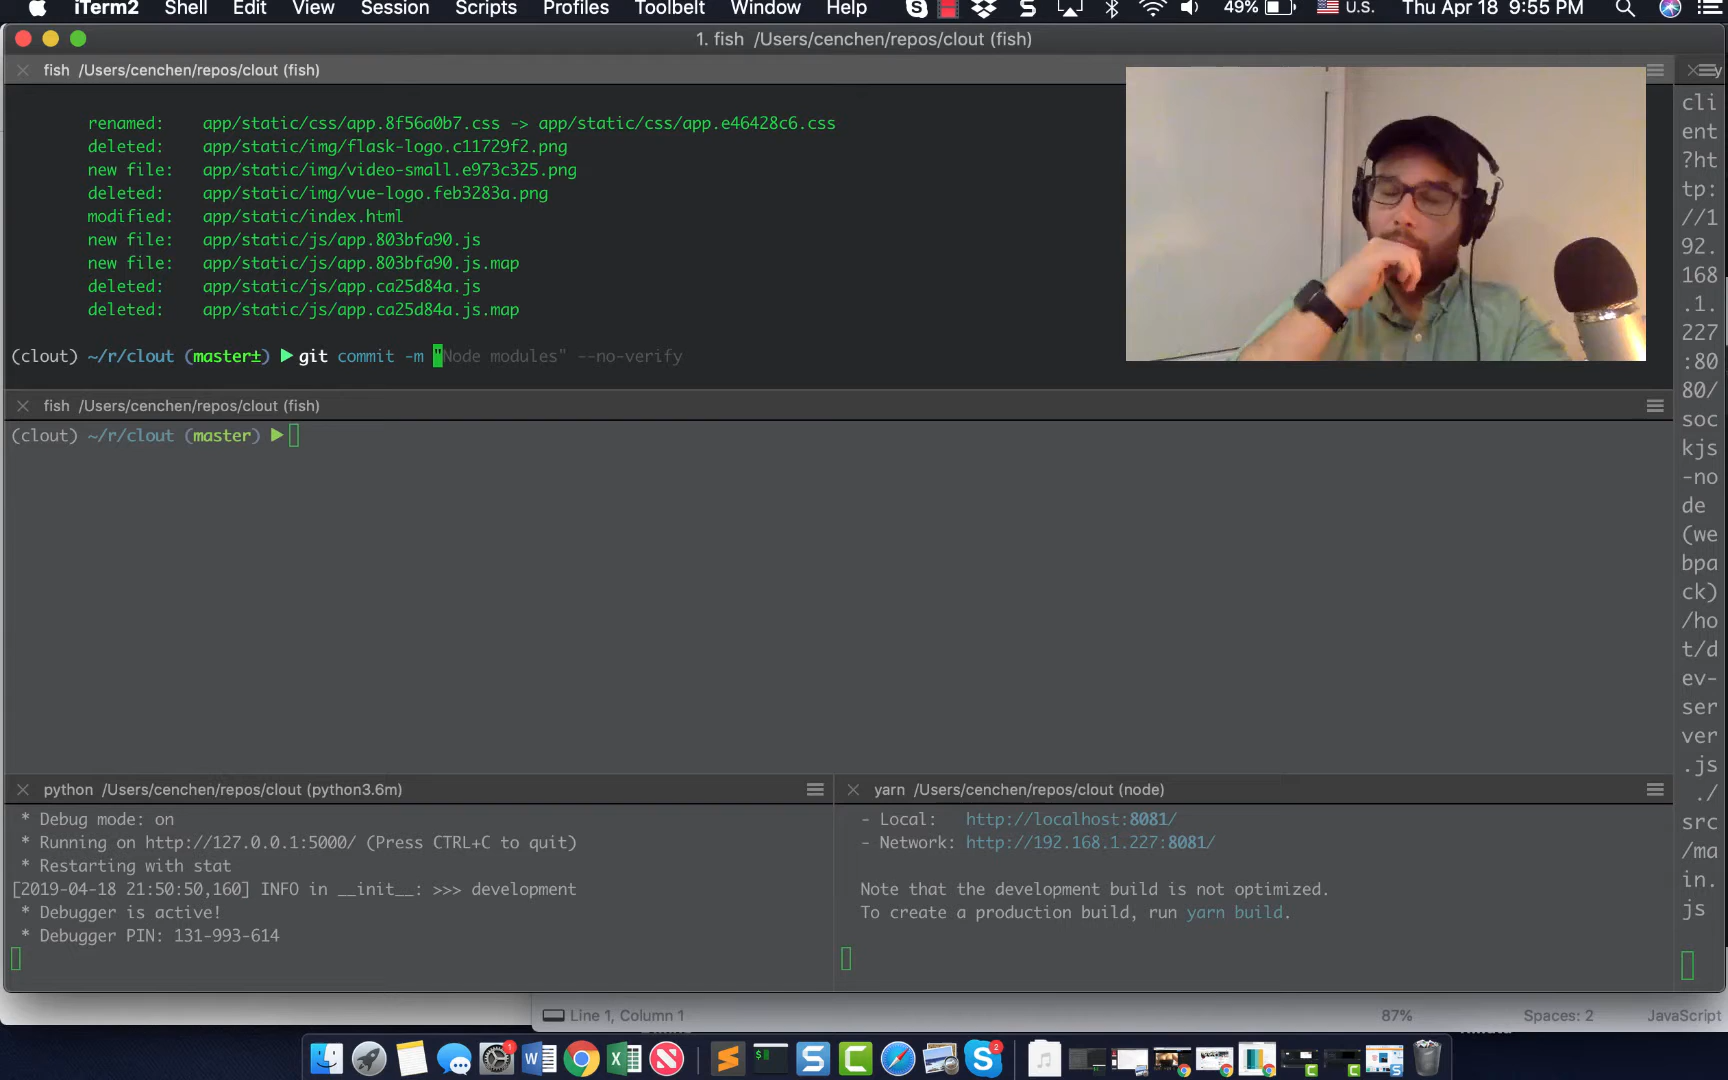 iTerm2 Shell Edit View Session Scripts Profiles Toolbelt Window Help 49% U.S. Thu Apr 18 9:55 PM
1. fish /Users/cenchen/repos/clout (fish)
fish /Users/cenchen/repos/clout (fish)
renamed: app/static/css/app.8f56a0b7.css -> app/static/css/app.e46428c6.css
deleted: app/static/img/flask-logo.c11729f2.png
new file: app/static/img/video-small.e973c325.png
deleted: app/static/img/vue-logo.feb3283a.png
modified: app/static/index.html
new file: app/static/js/app.803bfa90.js
new file: app/static/js/app.803bfa90.js.map
deleted: app/static/js/app.ca25d84a.js
deleted: app/static/js/app.ca25d84a.js.map
(clout) ~/r/clout (master±) ▶ git commit -m "Node modules" --no-verify
fish /Users/cenchen/repos/clout (fish)
(clout) ~/r/clout (master) ▶
python /Users/cenchen/repos/clout (python3.6m)
* Debug mode: on
* Running on http://127.0.0.1:5000/ (Press CTRL+C to quit)
* Restarting with stat
[2019-04-18 21:50:50,160] INFO in __init__: >>> development
* Debugger is active!
* Debugger PIN: 131-993-614
yarn /Users/cenchen/repos/clout (node)
- Local: http://localhost:8081/
- Network: http://192.168.1.227:8081/
Note that the development build is not optimized.
To create a production build, run yarn build.
y
cli
ent
?ht
tp:
//1
92.
168
.1.
227
:80
80/
soc
kjs
-no
de
(we
bpa
ck)
/ho
t/d
ev-
ser
ver
.js
./
src
/ma
in.
js
Line 1, Column 1 87% Spaces: 2 JavaScript